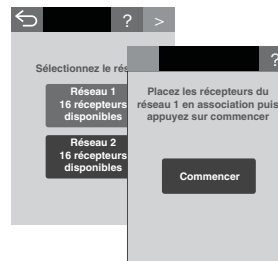 ?
>
Sélectionnez le rés
Réseau 1
16 récepteurs
disponibles
Réseau 2
16 récepteurs
disponibles
?
Placez les récepteurs du
réseau 1 en association puis
appuyez sur commencer
Commencer